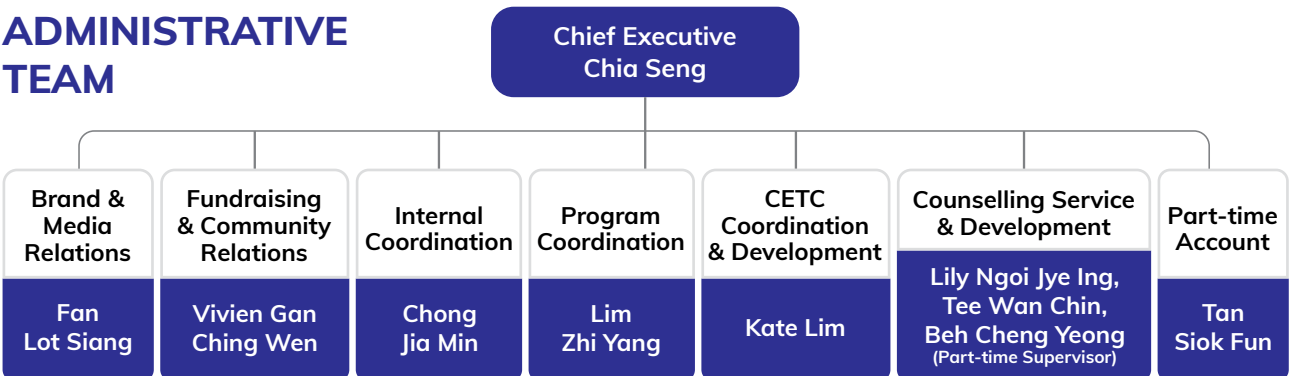 ADMINISTRATIVE
TEAM
Chief Executive
Chia Seng
Brand &
Media
Relations
Fan
Lot Siang
Fundraising
& Community
Relations
Vivien Gan
Ching Wen
Internal
Coordination
Chong
Jia Min
Program
Coordination
Lim
Zhi Yang
CETC
Coordination
& Development
Kate Lim
Counselling Service
& Development
Lily Ngoi Jye Ing,
Tee Wan Chin,
Beh Cheng Yeong
(Part-time Supervisor)
Part-time
Account
Tan
Siok Fun